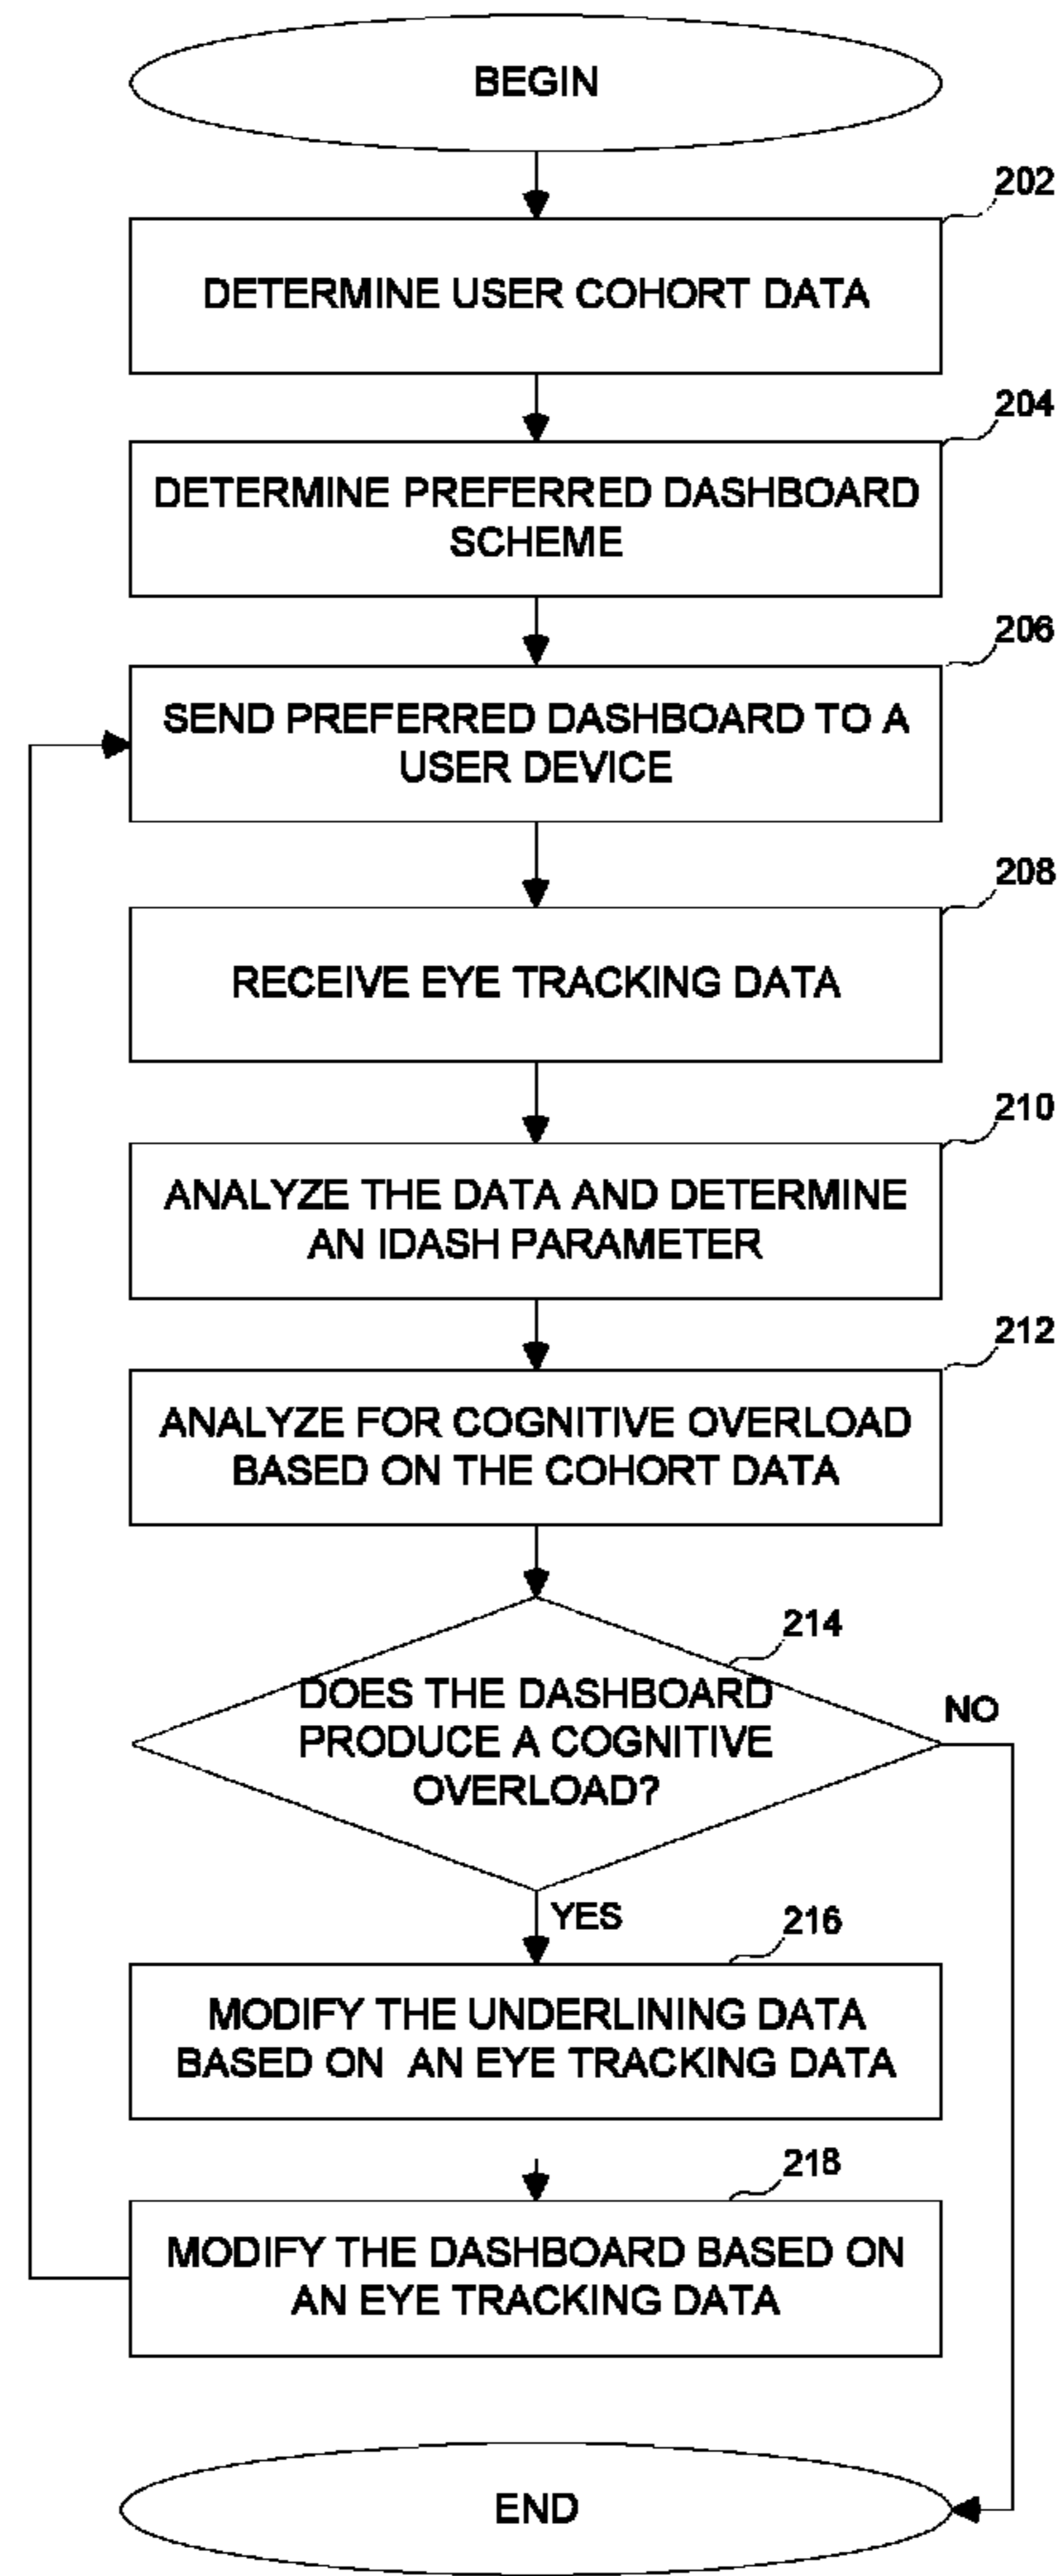 BEGIN
202
DETERMINE USER COHORT DATA
204
DETERMINE PREFERRED DASHBOARD
SCHEME
206
SEND PREFERRED DASHBOARD TO A
USER DEVICE
208
RECEIVE EYE TRACKING DATA
210
ANALYZE THE DATA AND DETERMINE
AN IDASH PARAMETER
212
ANALYZE FOR COGNITIVE OVERLOAD
BASED ON THE COHORT DATA
214
DOES THE DASHBOARD
PRODUCE A COGNITIVE
OVERLOAD?
NO
YES
216
MODIFY THE UNDERLINING DATA
BASED ON AN EYE TRACKING DATA
218
MODIFY THE DASHBOARD BASED ON
AN EYE TRACKING DATA
END